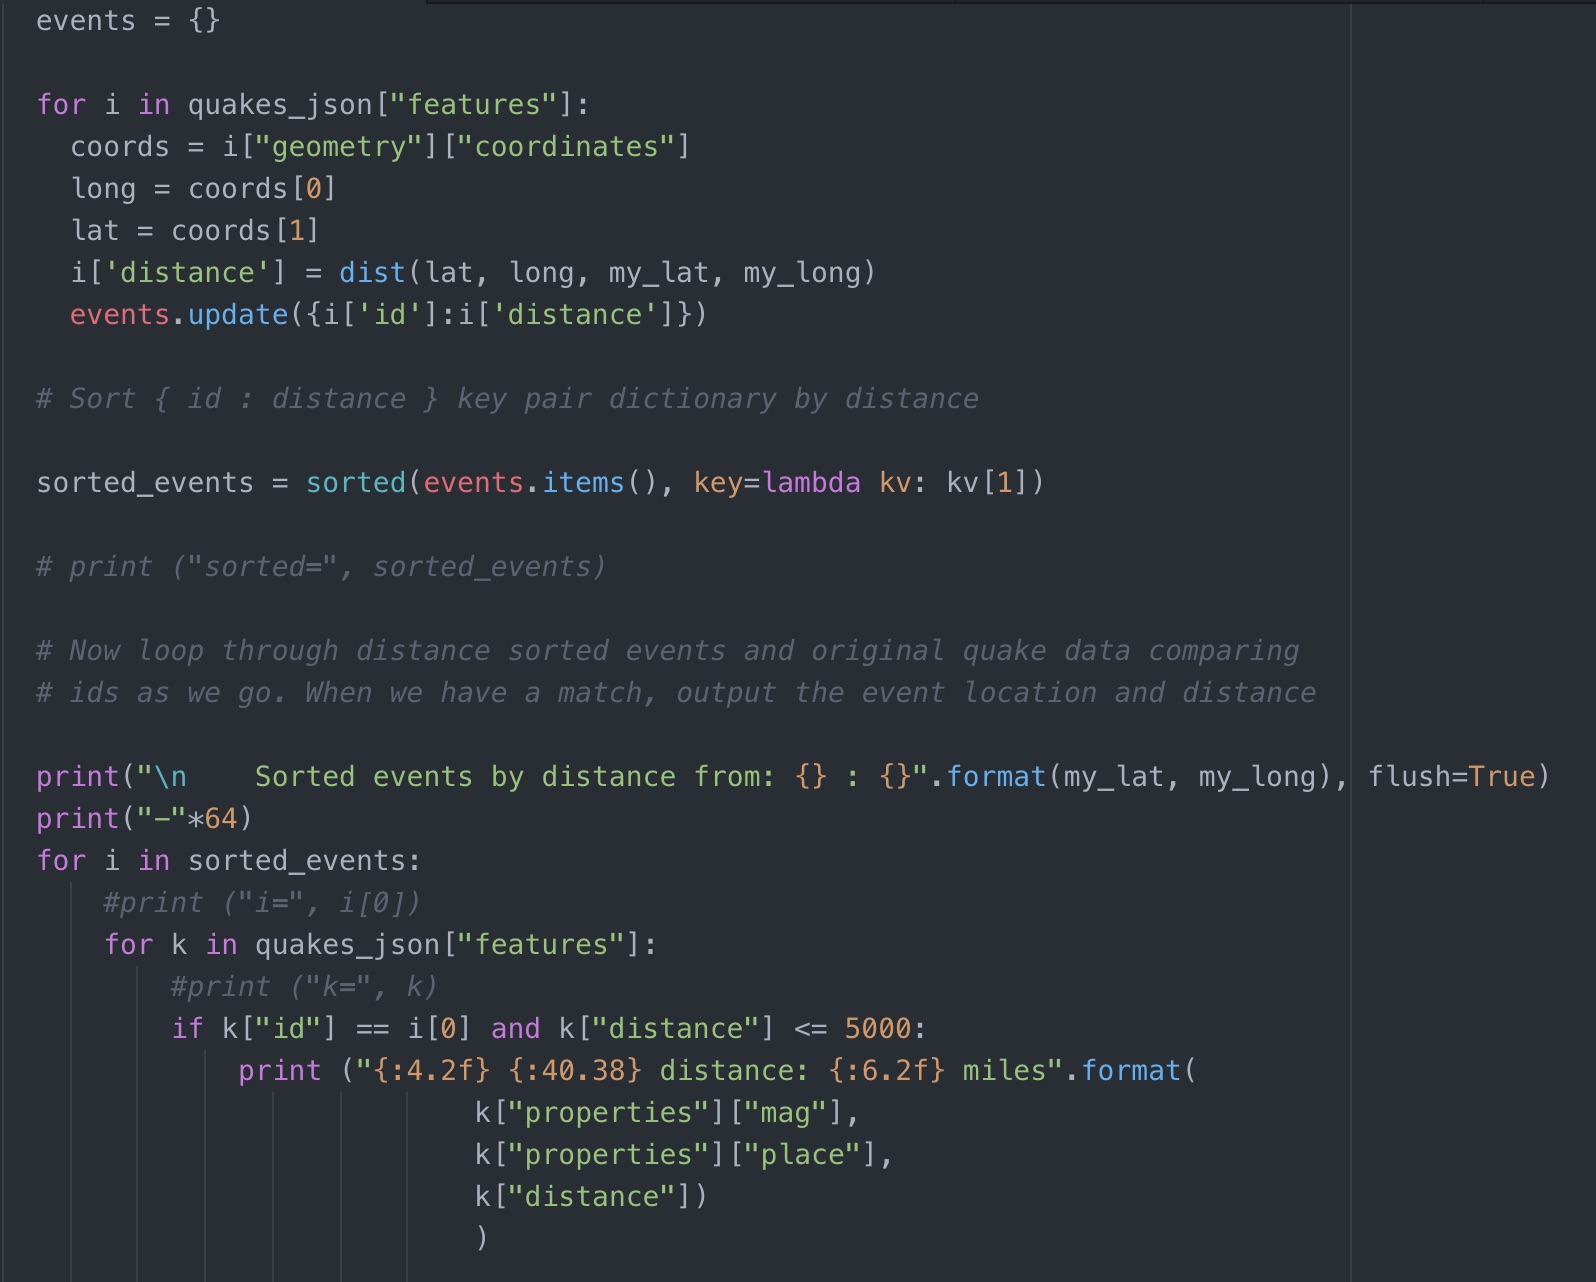 events = {}
for i in quakes_json["features"]:
  coords = i["geometry"]["coordinates"]
  long = coords[0]
  lat = coords[1]
  i['distance'] = dist(lat, long, my_lat, my_long)
  events.update({i['id']:i['distance']})
# Sort { id : distance } key pair dictionary by distance
sorted_events = sorted(events.items(), key=lambda kv: kv[1])
# print ("sorted=", sorted_events)
# Now loop through distance sorted events and original quake data comparing
# ids as we go. When we have a match, output the event location and distance
print("\n    Sorted events by distance from: {} : {}".format(my_lat, my_long), flush=True)
print("–"*64)
for i in sorted_events:
    #print ("i=", i[0])
    for k in quakes_json["features"]:
        #print ("k=", k)
        if k["id"] == i[0] and k["distance"] <= 5000:
            print ("{:4.2f} {:40.38} distance: {:6.2f} miles".format(
                          k["properties"]["mag"],
                          k["properties"]["place"],
                          k["distance"])
                          )